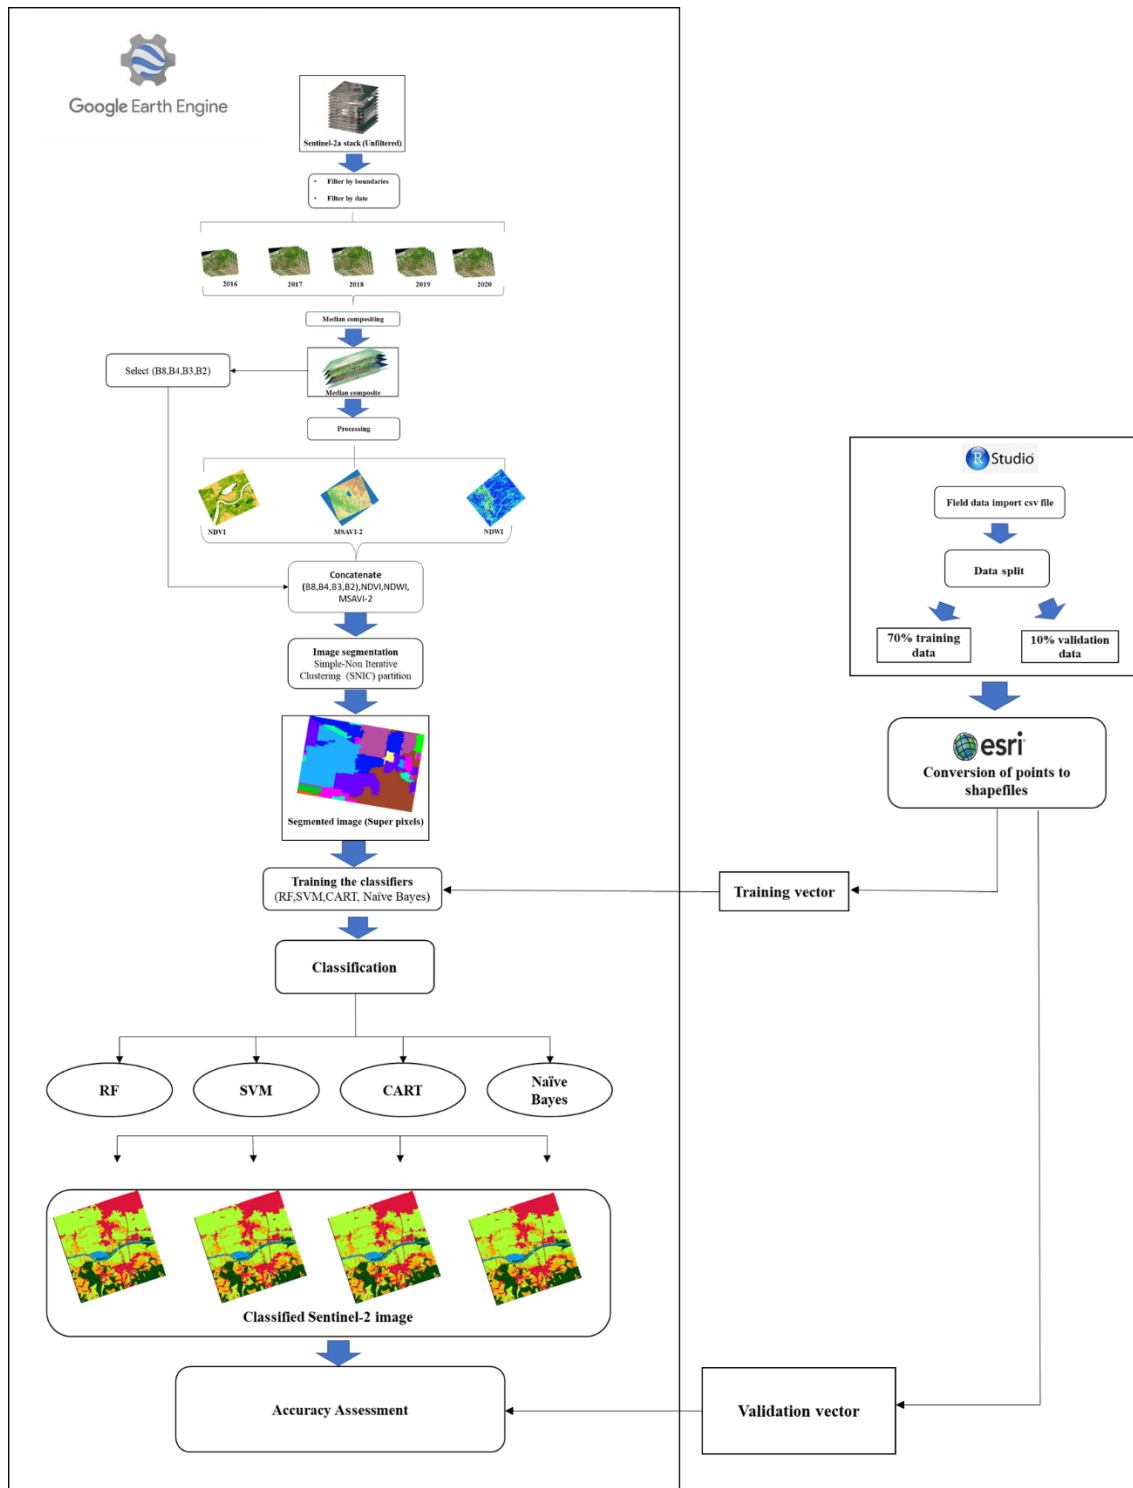 Google Earth Engine
Sentinel-2a stack (Unfiltered)
• Filter by boundaries
• Filter by date
2016
2017
2018
2019
2020
Median compositing
Select (B8,B4,B3,B2)
Median composite
Processing
NDVI
MSAVI-2
NDWI
Concatenate
(B8,B4,B3,B2),NDVI,NDWI,
MSAVI-2
Image segmentation
Simple-Non Iterative
Clustering (SNIC) partition
Segmented image (Super pixels)
Training the classifiers
(RF,SVM,CART, Naïve Bayes)
Classification
RF
SVM
CART
Naïve
Bayes
Classified Sentinel-2 image
Accuracy Assessment
R Studio
Field data import csv file
Data split
70% training
data
10% validation
data
esri
Conversion of points to
shapefiles
Training vector
Validation vector